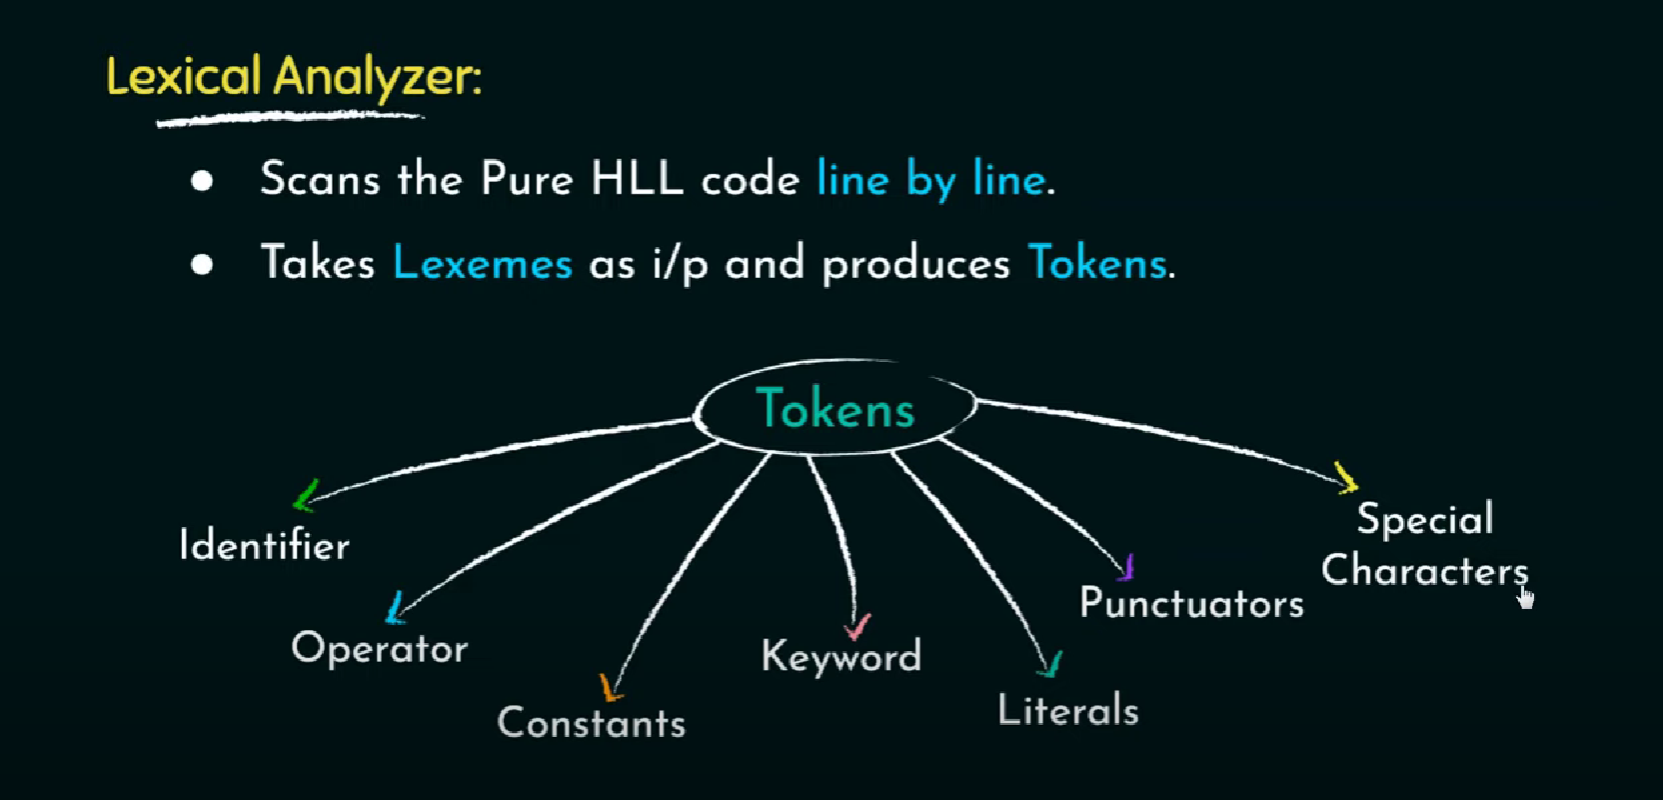 Lexical Analyzer:
● Scans the Pure HLL code line by line.
● Takes Lexemes as i/p and produces Tokens.
Tokens
Identifier
Operator
Constants
Keyword
Literals
Punctuators
Special
Characters